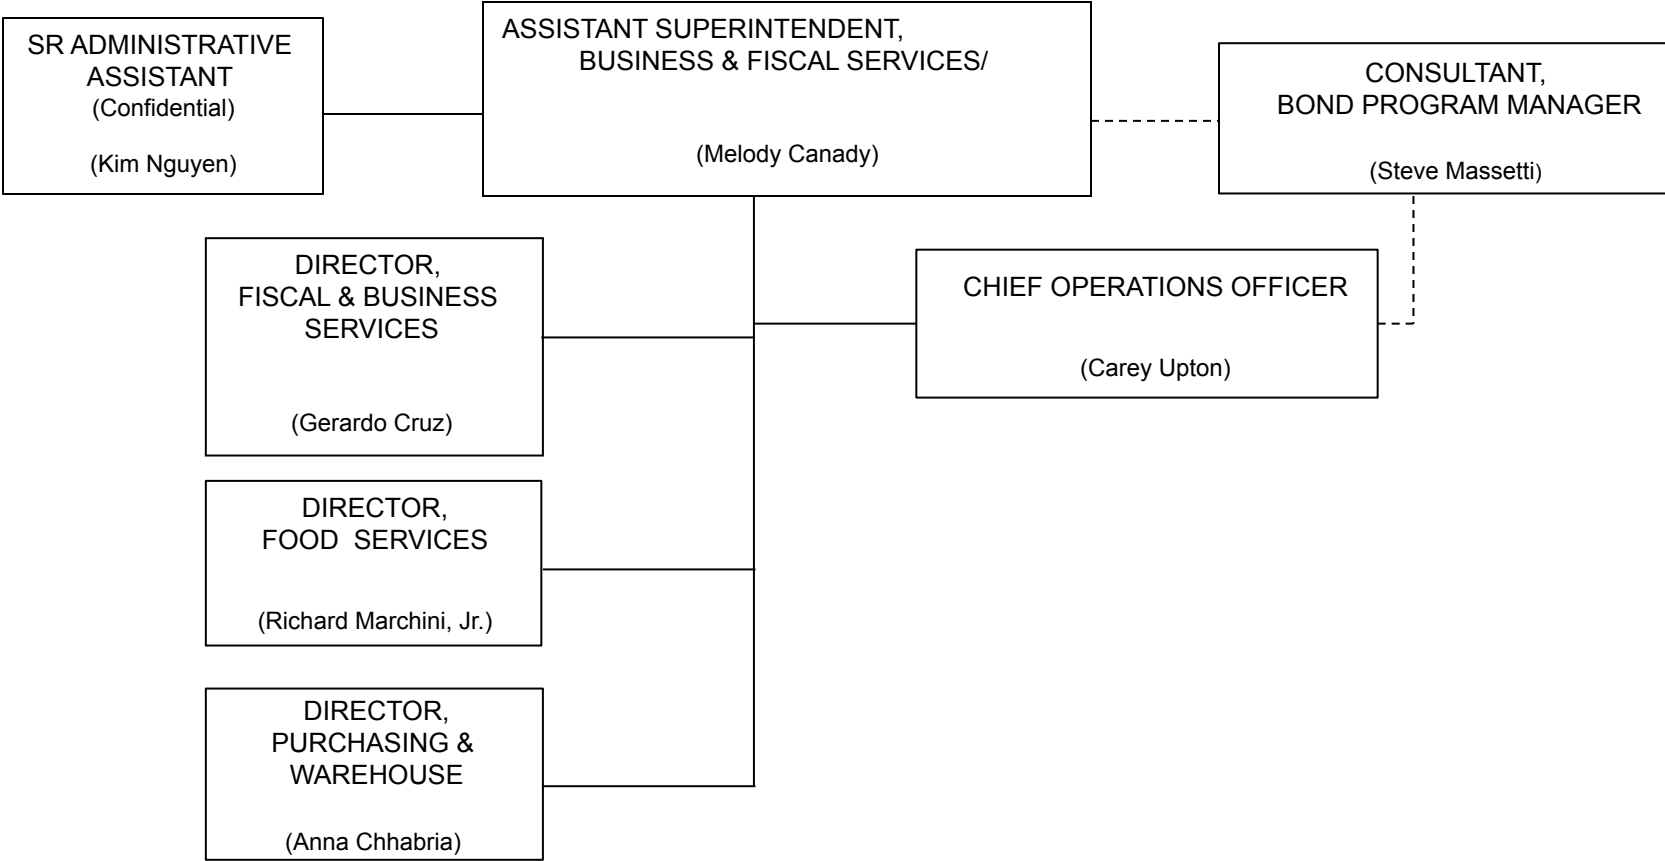 SR ADMINISTRATIVE
ASSISTANT
(Confidential)
(Kim Nguyen)
ASSISTANT SUPERINTENDENT,
BUSINESS & FISCAL SERVICES/
(Melody Canady)
CONSULTANT,
BOND PROGRAM MANAGER
(Steve Massetti)
DIRECTOR,
FISCAL & BUSINESS
SERVICES
(Gerardo Cruz)
CHIEF OPERATIONS OFFICER
(Carey Upton)
DIRECTOR,
FOOD  SERVICES
(Richard Marchini, Jr.)
DIRECTOR,
PURCHASING &
WAREHOUSE
(Anna Chhabria)